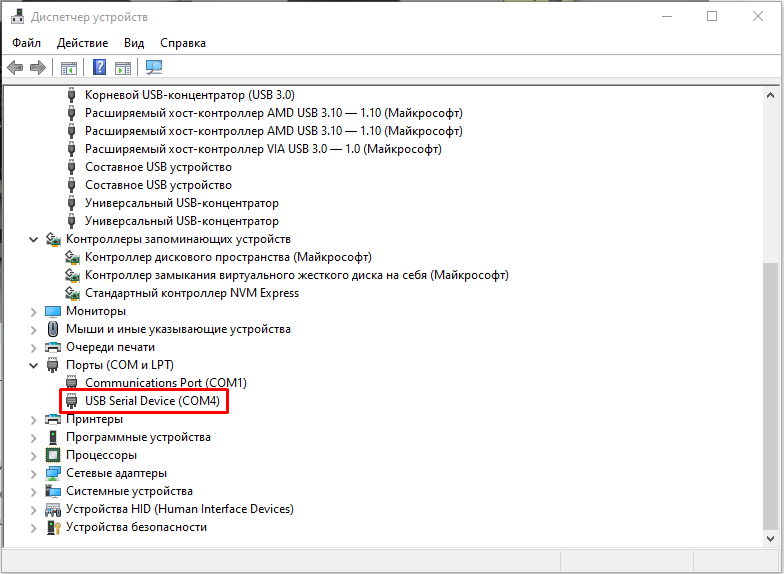 Диспетчер устройств
Файл Действие Вид Справка
Корневой USB-концентратор (USB 3.0)
Расширяемый хост-контроллер AMD USB 3.10 — 1.10 (Майкрософт)
Расширяемый хост-контроллер AMD USB 3.10 — 1.10 (Майкрософт)
Расширяемый хост-контроллер VIA USB 3.0 — 1.0 (Майкрософт)
Составное USB устройство
Составное USB устройство
Универсальный USB-концентратор
Универсальный USB-концентратор
Контроллеры запоминающих устройств
Контроллер дискового пространства (Майкрософт)
Контроллер замыкания виртуального жесткого диска на себя (Майкрософт)
Стандартный контроллер NVM Express
Мониторы
Мыши и иные указывающие устройства
Очереди печати
Порты (COM и LPT)
Communications Port (COM1)
USB Serial Device (COM4)
Принтеры
Программные устройства
Процессоры
Сетевые адаптеры
Системные устройства
Устройства HID (Human Interface Devices)
Устройства безопасности